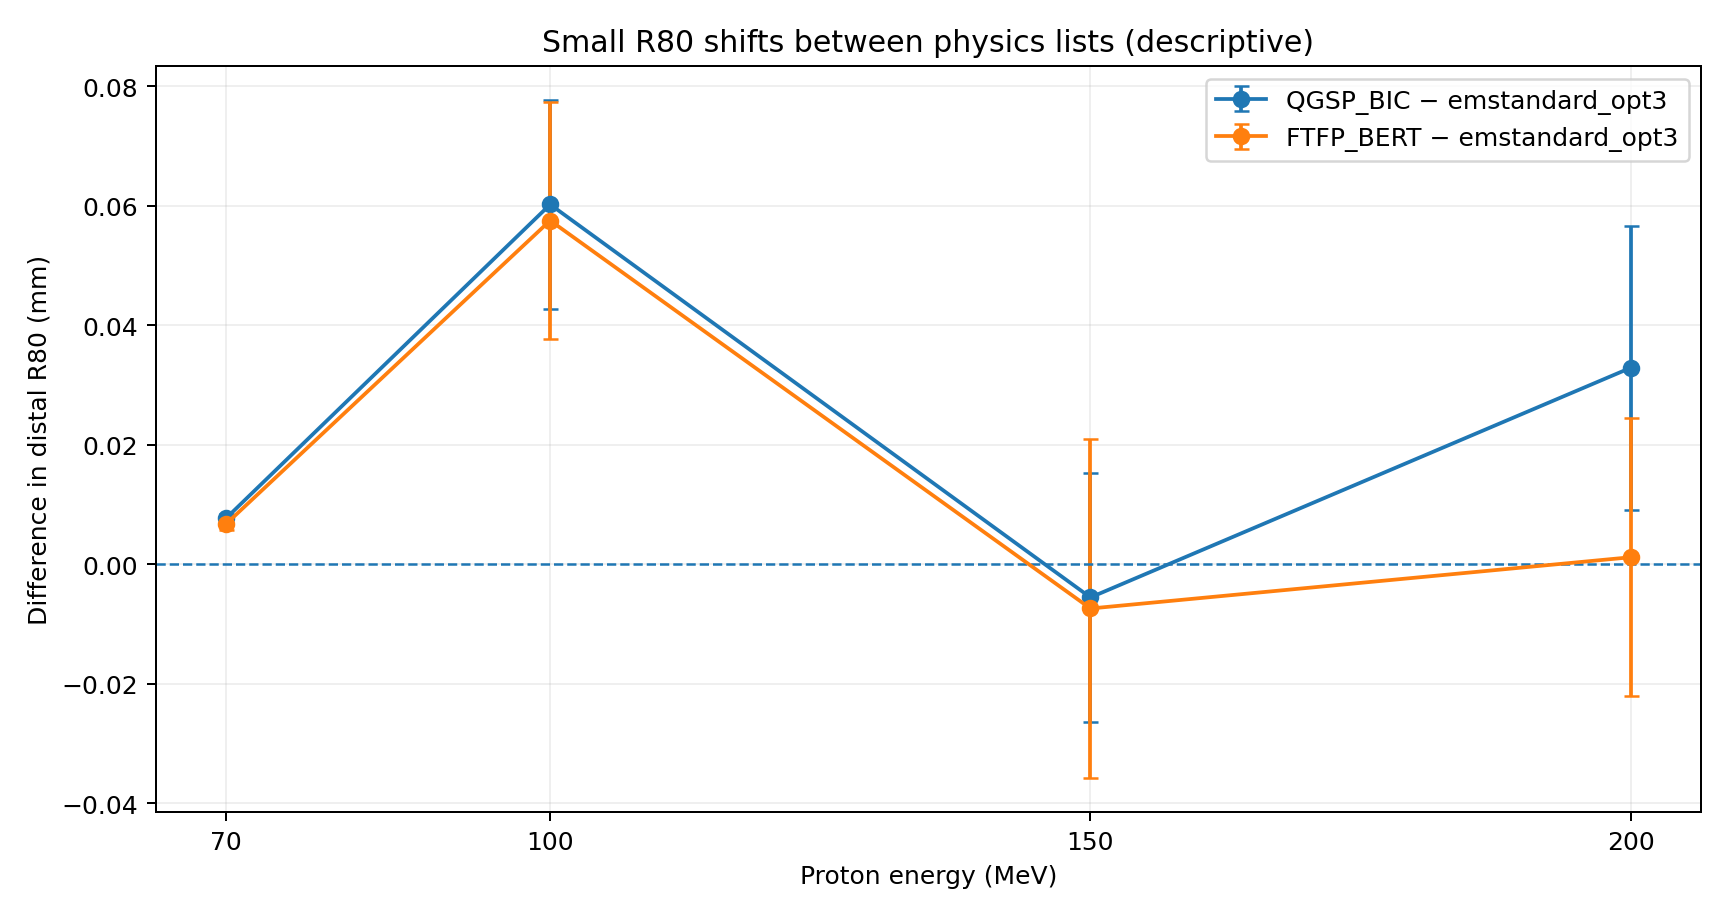 Small R80 shifts between physics lists (descriptive)
QGSP_BIC − emstandard_opt3
FTFP_BERT − emstandard_opt3
Difference in distal R80 (mm)
0.08
0.06
0.04
0.02
0.00
−0.02
−0.04
70 100 150 200
Proton energy (MeV)